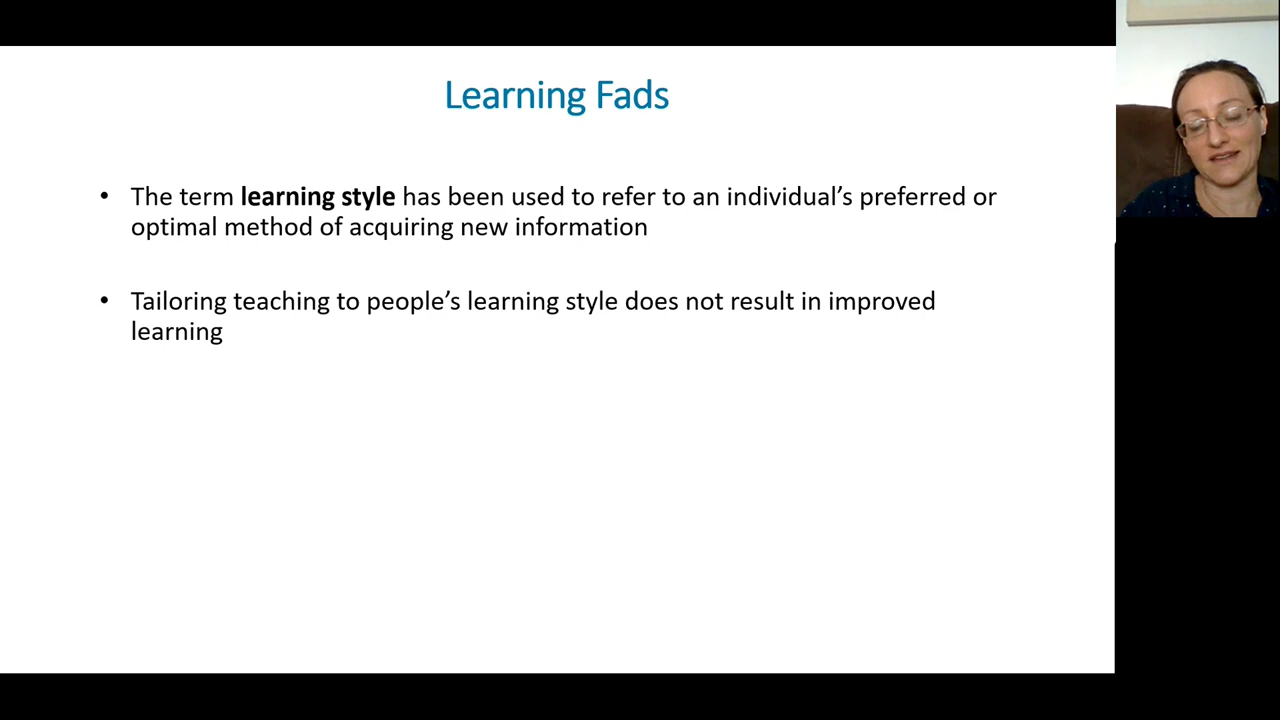 Learning Fads
• The term learning style has been used to refer to an individual’s preferred or
optimal method of acquiring new information
• Tailoring teaching to people’s learning style does not result in improved
learning